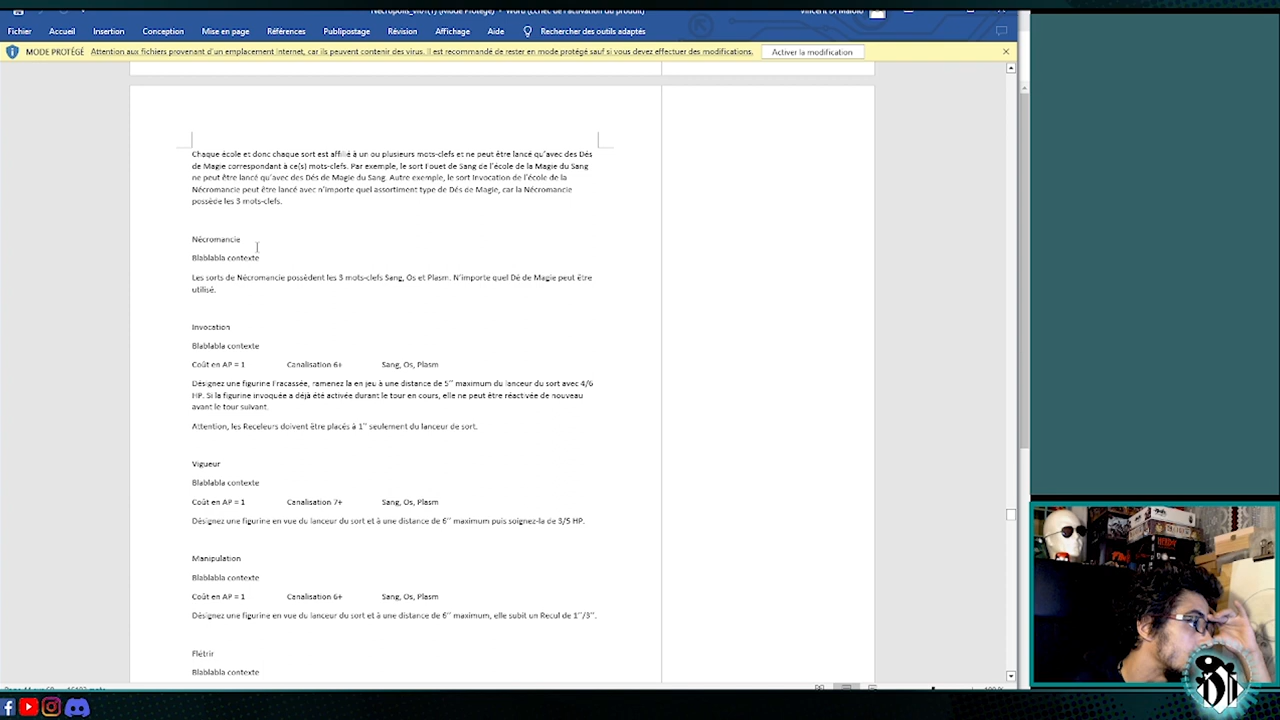 Necropolis_vf01(1) (Mode Protégé) - Word (Échec de l'activation du produit)
Vincent Di Maiolo
Fichier Accueil Insertion Conception Mise en page Références Publipostage Révision Affichage Aide Rechercher des outils adaptés
MODE PROTÉGÉ Attention aux fichiers provenant d'un emplacement Internet, car ils peuvent contenir des virus. Il est recommandé de rester en mode protégé sauf si vous devez effectuer des modifications. Activer la modification
Chaque école et donc chaque sort est affilié à un ou plusieurs mots-clefs et ne peut être lancé qu'avec des Dés
de Magie correspondant à ce(s) mots-clefs. Par exemple, le sort Fouet de Sang de l'école de la Magie du Sang
ne peut être lancé qu'avec des Dés de Magie du Sang. Autre exemple, le sort Invocation de l'école de la
Nécromancie peut être lancé avec n'importe quel assortiment type de Dés de Magie, car la Nécromancie
possède les 3 mots-clefs.
Nécromancie
Blablabla contexte
Les sorts de Nécromancie possèdent les 3 mots-clefs Sang, Os et Plasm. N'importe quel Dé de Magie peut être
utilisé.
Invocation
Blablabla contexte
Coût en AP = 1 Canalisation 6+ Sang, Os, Plasm
Désignez une figurine Fracassée, ramenez la en jeu à une distance de 5'' maximum du lanceur du sort avec 4/6
HP. Si la figurine invoquée a déjà été activée durant le tour en cours, elle ne peut être réactivée de nouveau
avant le tour suivant.
Attention, les Receleurs doivent être placés à 1'' seulement du lanceur de sort.
Vigueur
Blablabla contexte
Coût en AP = 1 Canalisation 7+ Sang, Os, Plasm
Désignez une figurine en vue du lanceur du sort et à une distance de 6'' maximum puis soignez-la de 3/5 HP.
Manipulation
Blablabla contexte
Coût en AP = 1 Canalisation 6+ Sang, Os, Plasm
Désignez une figurine en vue du lanceur du sort et à une distance de 6'' maximum, elle subit un Recul de 1''/3''.
Flétrir
Blablabla contexte